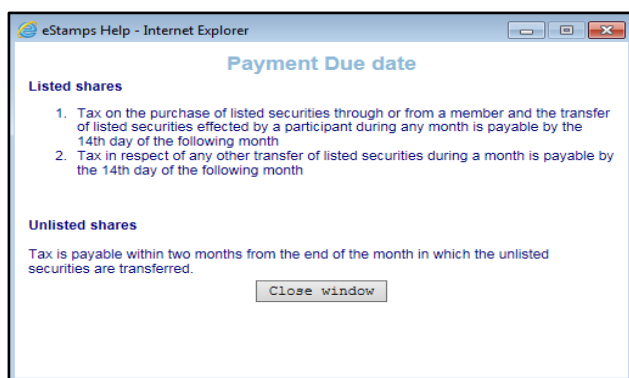 eStamps Help - Internet Explorer
Payment Due date
Listed shares
1. Tax on the purchase of listed securities through or from a member and the transfer
of listed securities effected by a participant during any month is payable by the
14th day of the following month
2. Tax in respect of any other transfer of listed securities during a month is payable by
the 14th day of the following month
Unlisted shares
Tax is payable within two months from the end of the month in which the unlisted
securities are transferred.
Close window